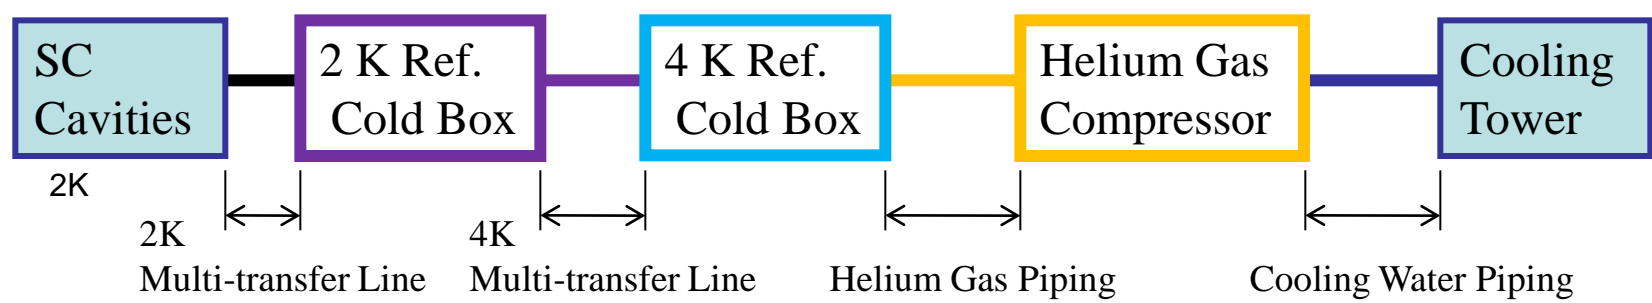 SC
Cavities
2 K Ref.
Cold Box
4 K Ref.
Cold Box
Helium Gas
Compressor
Cooling
Tower
2K
2K
Multi-transfer Line
4K
Multi-transfer Line
Helium Gas Piping
Cooling Water Piping